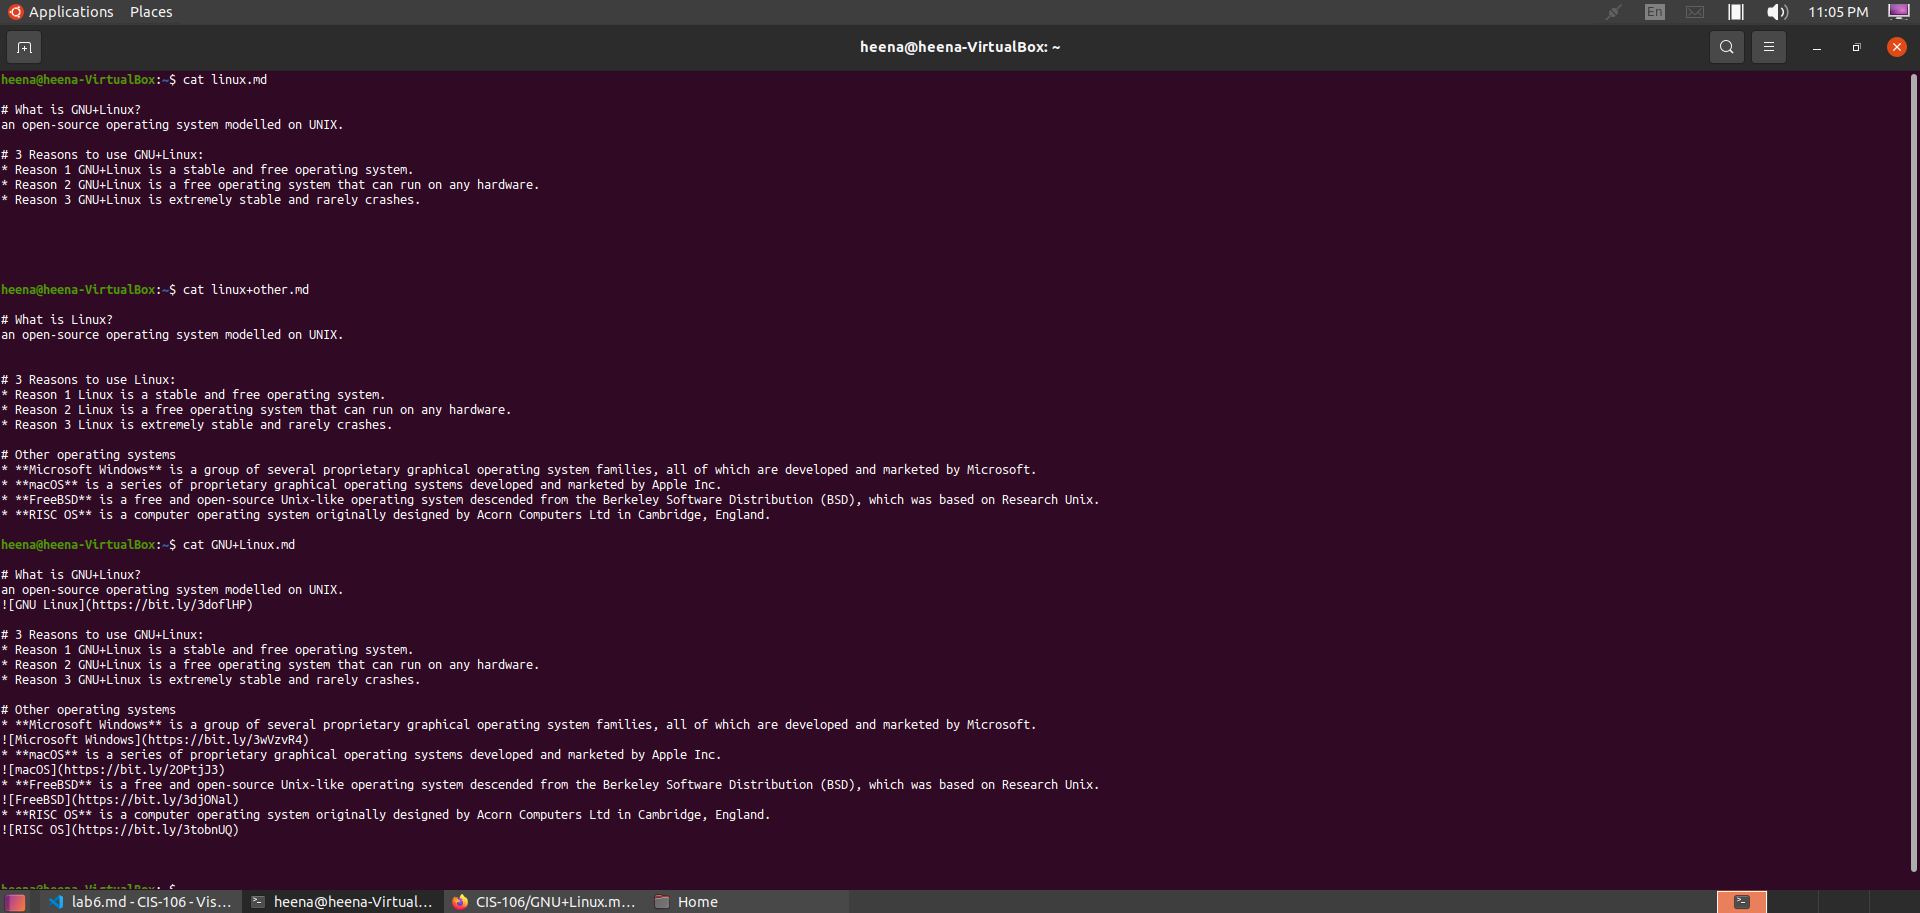 Applications Places En 11:05 PM
heena@heena-VirtualBox: ~
heena@heena-VirtualBox:~$ cat linux.md
# What is GNU+Linux?
an open-source operating system modelled on UNIX.
# 3 Reasons to use GNU+Linux:
* Reason 1 GNU+Linux is a stable and free operating system.
* Reason 2 GNU+Linux is a free operating system that can run on any hardware.
* Reason 3 GNU+Linux is extremely stable and rarely crashes.
heena@heena-VirtualBox:~$ cat linux+other.md
# What is Linux?
an open-source operating system modelled on UNIX.
# 3 Reasons to use Linux:
* Reason 1 Linux is a stable and free operating system.
* Reason 2 Linux is a free operating system that can run on any hardware.
* Reason 3 Linux is extremely stable and rarely crashes.
# Other operating systems
* **Microsoft Windows** is a group of several proprietary graphical operating system families, all of which are developed and marketed by Microsoft.
* **macOS** is a series of proprietary graphical operating systems developed and marketed by Apple Inc.
* **FreeBSD** is a free and open-source Unix-like operating system descended from the Berkeley Software Distribution (BSD), which was based on Research Unix.
* **RISC OS** is a computer operating system originally designed by Acorn Computers Ltd in Cambridge, England.
heena@heena-VirtualBox:~$ cat GNU+Linux.md
# What is GNU+Linux?
an open-source operating system modelled on UNIX.
![GNU Linux](https://bit.ly/3doflHP)
# 3 Reasons to use GNU+Linux:
* Reason 1 GNU+Linux is a stable and free operating system.
* Reason 2 GNU+Linux is a free operating system that can run on any hardware.
* Reason 3 GNU+Linux is extremely stable and rarely crashes.
# Other operating systems
* **Microsoft Windows** is a group of several proprietary graphical operating system families, all of which are developed and marketed by Microsoft.
![Microsoft Windows](https://bit.ly/3wVzvR4)
* **macOS** is a series of proprietary graphical operating systems developed and marketed by Apple Inc.
![macOS](https://bit.ly/2OPtjJ3)
* **FreeBSD** is a free and open-source Unix-like operating system descended from the Berkeley Software Distribution (BSD), which was based on Research Unix.
![FreeBSD](https://bit.ly/3djONal)
* **RISC OS** is a computer operating system originally designed by Acorn Computers Ltd in Cambridge, England.
![RISC OS](https://bit.ly/3tobnUQ)
heena@heena-VirtualBox:~$
lab6.md - CIS-106 - Vis... heena@heena-Virtual... CIS-106/GNU+Linux.m... Home